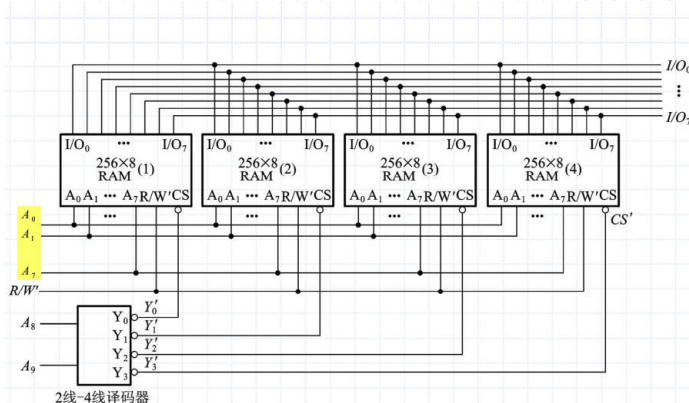 I/O₀
⋮
I/O₇
I/O₀ ··· I/O₇ I/O₀ ··· I/O₇ I/O₀ ··· I/O₇ I/O₀ ··· I/O₇
256×8 RAM (1) 256×8 RAM (2) 256×8 RAM (3) 256×8 RAM (4)
A₀ A₁ ··· A₇ R/W' CS A₀ A₁ ··· A₇ R/W' CS A₀ A₁ ··· A₇ R/W' CS A₀ A₁ ··· A₇ R/W' CS
··· ··· ··· ···
A₀
CS'
A₁
A₇
R/W'
Y₀ Y₀'
A₈
Y₁ Y₁'
Y₂ Y₂'
A₉
Y₃ Y₃'
2线-4线译码器